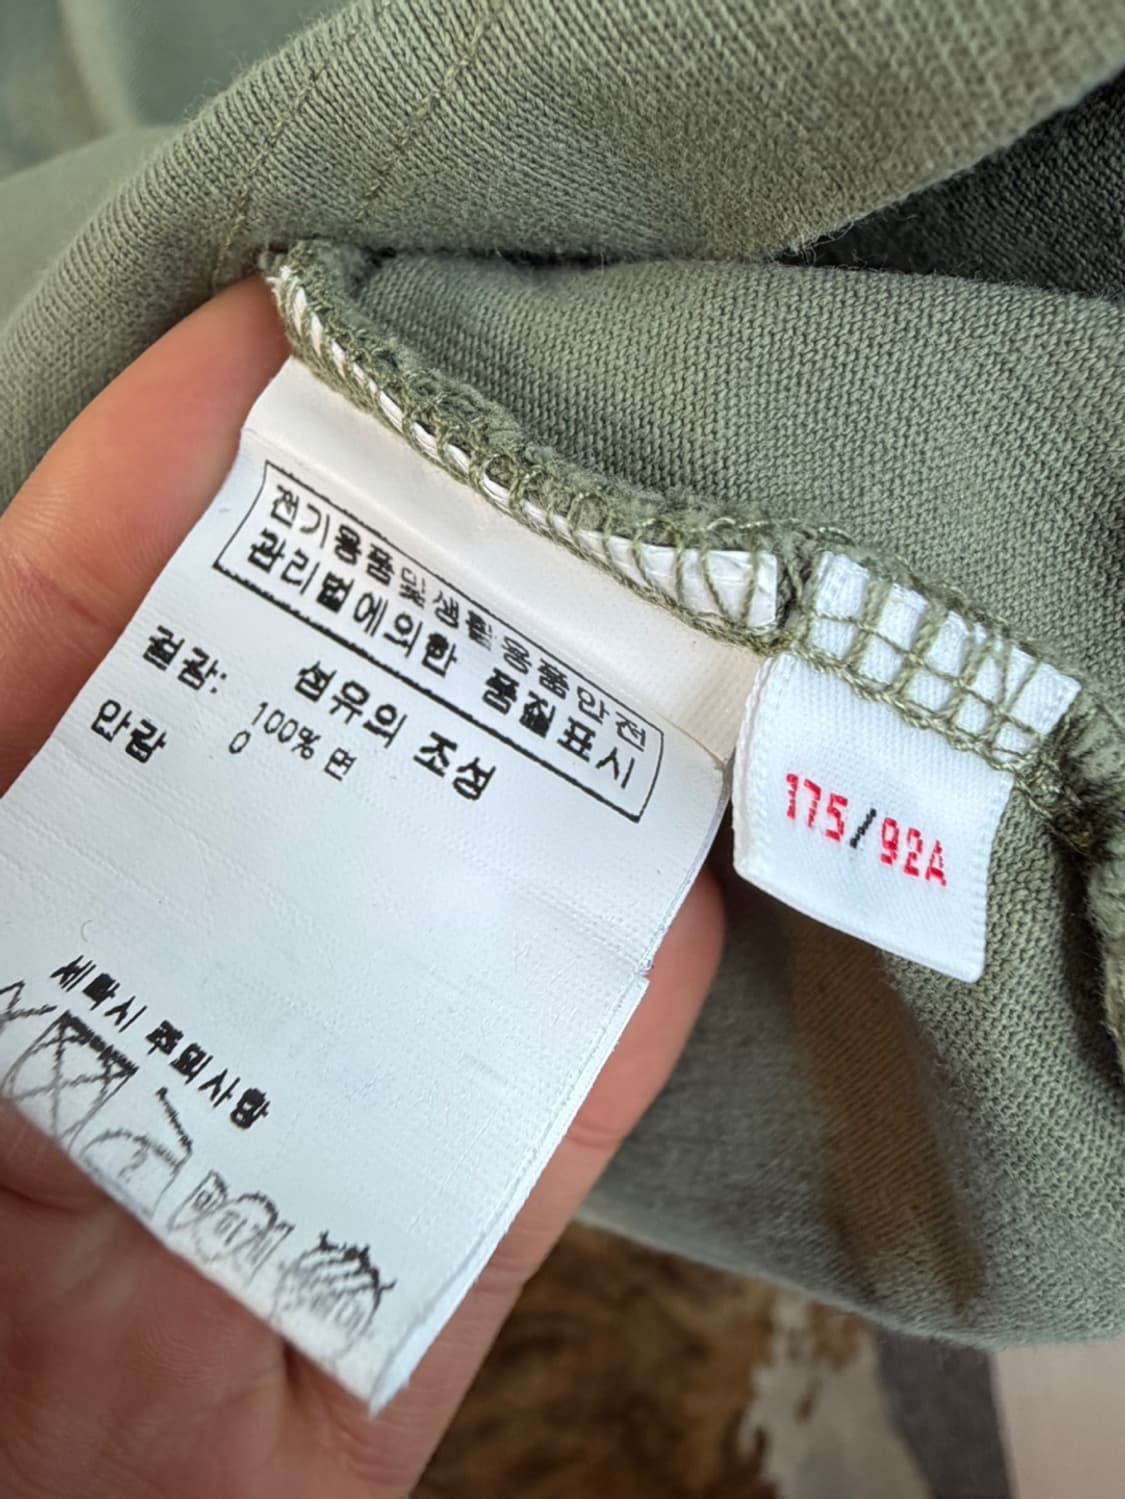 전기용품및생활용품안전
관리법에의한 품질표시
섬유의 조성
겉감: 100% 면
안감 0
세탁시 주의사항
175/92A